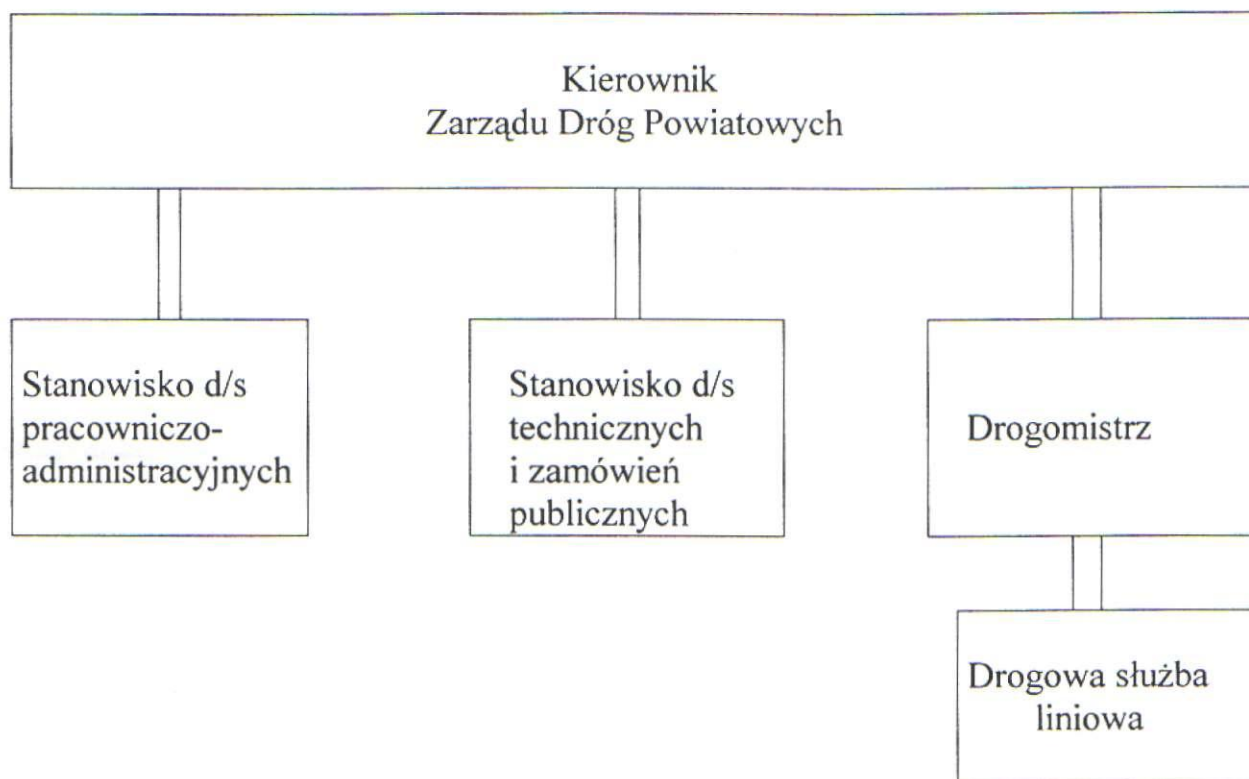 Kierownik
Zarządu Dróg Powiatowych
Stanowisko d/s
pracowniczo-
administracyjnych
Stanowisko d/s
technicznych
i zamówień
publicznych
Drogomistrz
Drogowa służba
liniowa